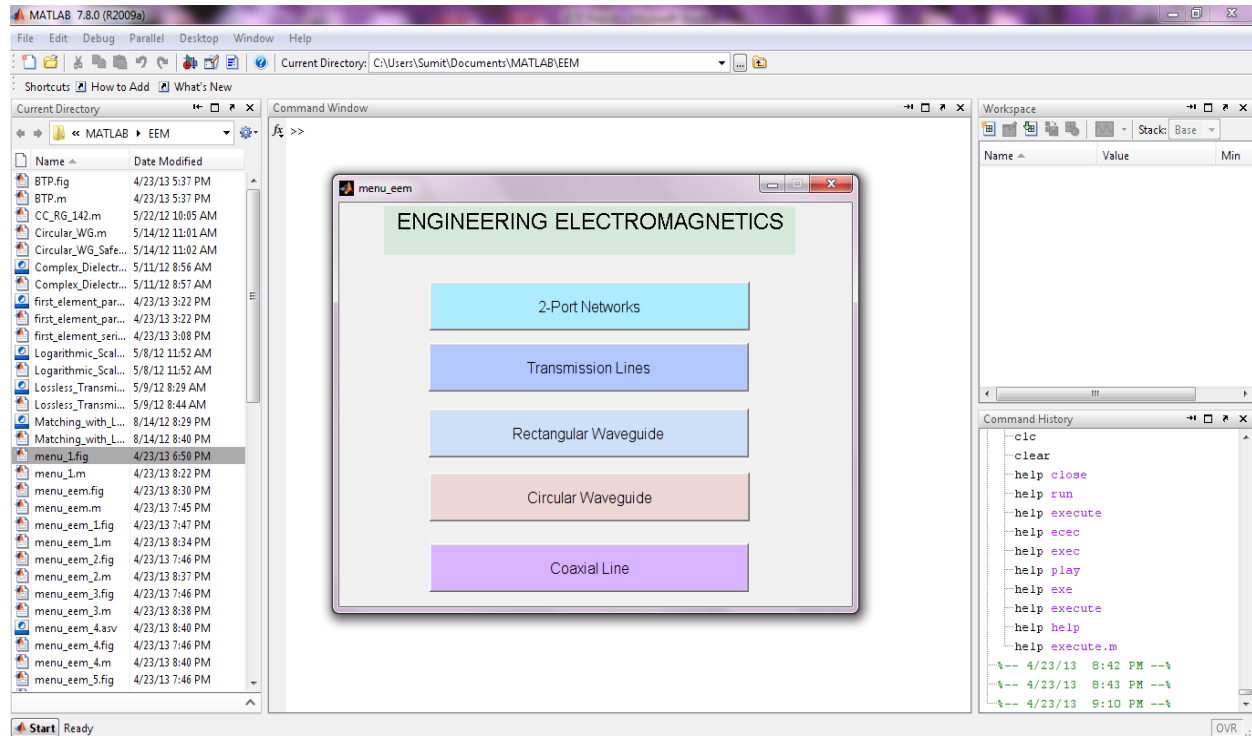 MATLAB 7.8.0 (R2009a)
File Edit Debug Parallel Desktop Window Help
Current Directory: C:\Users\Sumit\Documents\MATLAB\EEM
Shortcuts How to Add What's New
Current Directory
« MATLAB ▸ EEM
Name Date Modified
BTP.fig 4/23/13 5:37 PM
BTP.m 4/23/13 5:37 PM
CC_RG_142.m 5/22/12 10:05 AM
Circular_WG.m 5/14/12 11:01 AM
Circular_WG_Safe... 5/14/12 11:02 AM
Complex_Dielectr... 5/11/12 8:56 AM
Complex_Dielectr... 5/11/12 8:57 AM
first_element_par... 4/23/13 3:22 PM
first_element_par... 4/23/13 3:22 PM
first_element_seri... 4/23/13 3:08 PM
Logarithmic_Scal... 5/8/12 11:52 AM
Logarithmic_Scal... 5/8/12 11:52 AM
Lossless_Transmi... 5/9/12 8:29 AM
Lossless_Transmi... 5/9/12 8:44 AM
Matching_with_L... 8/14/12 8:29 PM
Matching_with_L... 8/14/12 8:40 PM
menu_1.fig 4/23/13 6:50 PM
menu_1.m 4/23/13 8:22 PM
menu_eem.fig 4/23/13 8:30 PM
menu_eem.m 4/23/13 7:45 PM
menu_eem_1.fig 4/23/13 7:47 PM
menu_eem_1.m 4/23/13 8:34 PM
menu_eem_2.fig 4/23/13 7:46 PM
menu_eem_2.m 4/23/13 8:37 PM
menu_eem_3.fig 4/23/13 7:46 PM
menu_eem_3.m 4/23/13 8:38 PM
menu_eem_4.asv 4/23/13 8:40 PM
menu_eem_4.fig 4/23/13 7:46 PM
menu_eem_4.m 4/23/13 8:40 PM
menu_eem_5.fig 4/23/13 7:46 PM
Command Window
fx >>
menu_eem
ENGINEERING ELECTROMAGNETICS
2-Port Networks
Transmission Lines
Rectangular Waveguide
Circular Waveguide
Coaxial Line
Workspace
Stack: Base
Name Value Min
Command History
clc
clear
help close
help run
help execute
help ecec
help exec
help play
help exe
help execute
help help
help execute.m
%-- 4/23/13 8:42 PM --%
%-- 4/23/13 8:43 PM --%
%-- 4/23/13 9:10 PM --%
Start Ready
OVR